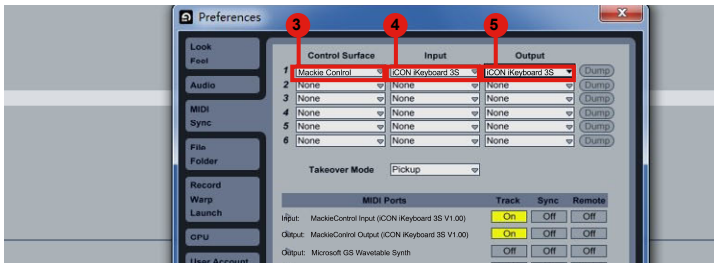 Preferences
3 4 5
Look
Feel
Audio
MIDI
Sync
File
Folder
Record
Warp
Launch
CPU
User Account
Control Surface Input Output
1 Mackie Control iCON iKeyboard 3S iCON iKeyboard 3S Dump
2 None None None Dump
3 None None None Dump
4 None None None Dump
5 None None None Dump
6 None None None Dump
Takeover Mode Pickup
MIDI Ports Track Sync Remote
Input: MackieControl Input (iCON iKeyboard 3S V1.00) On Off Off
Output: MackieControl Output (iCON iKeyboard 3S V1.00) On Off Off
Output: Microsoft GS Wavetable Synth Off Off Off